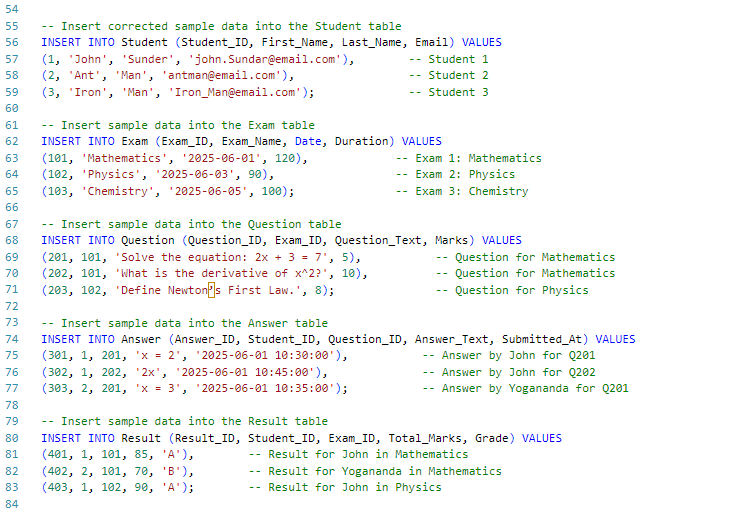 54
55 -- Insert corrected sample data into the Student table
56 INSERT INTO Student (Student_ID, First_Name, Last_Name, Email) VALUES
57 (1, 'John', 'Sunder', 'john.Sundar@email.com'), -- Student 1
58 (2, 'Ant', 'Man', 'antman@email.com'), -- Student 2
59 (3, 'Iron', 'Man', 'Iron_Man@email.com'); -- Student 3
60
61 -- Insert sample data into the Exam table
62 INSERT INTO Exam (Exam_ID, Exam_Name, Date, Duration) VALUES
63 (101, 'Mathematics', '2025-06-01', 120), -- Exam 1: Mathematics
64 (102, 'Physics', '2025-06-03', 90), -- Exam 2: Physics
65 (103, 'Chemistry', '2025-06-05', 100); -- Exam 3: Chemistry
66
67 -- Insert sample data into the Question table
68 INSERT INTO Question (Question_ID, Exam_ID, Question_Text, Marks) VALUES
69 (201, 101, 'Solve the equation: 2x + 3 = 7', 5), -- Question for Mathematics
70 (202, 101, 'What is the derivative of x^2?', 10), -- Question for Mathematics
71 (203, 102, 'Define Newton’s First Law.', 8); -- Question for Physics
72
73 -- Insert sample data into the Answer table
74 INSERT INTO Answer (Answer_ID, Student_ID, Question_ID, Answer_Text, Submitted_At) VALUES
75 (301, 1, 201, 'x = 2', '2025-06-01 10:30:00'), -- Answer by John for Q201
76 (302, 1, 202, '2x', '2025-06-01 10:45:00'), -- Answer by John for Q202
77 (303, 2, 201, 'x = 3', '2025-06-01 10:35:00'); -- Answer by Yogananda for Q201
78
79 -- Insert sample data into the Result table
80 INSERT INTO Result (Result_ID, Student_ID, Exam_ID, Total_Marks, Grade) VALUES
81 (401, 1, 101, 85, 'A'), -- Result for John in Mathematics
82 (402, 2, 101, 70, 'B'), -- Result for Yogananda in Mathematics
83 (403, 1, 102, 90, 'A'); -- Result for John in Physics
84